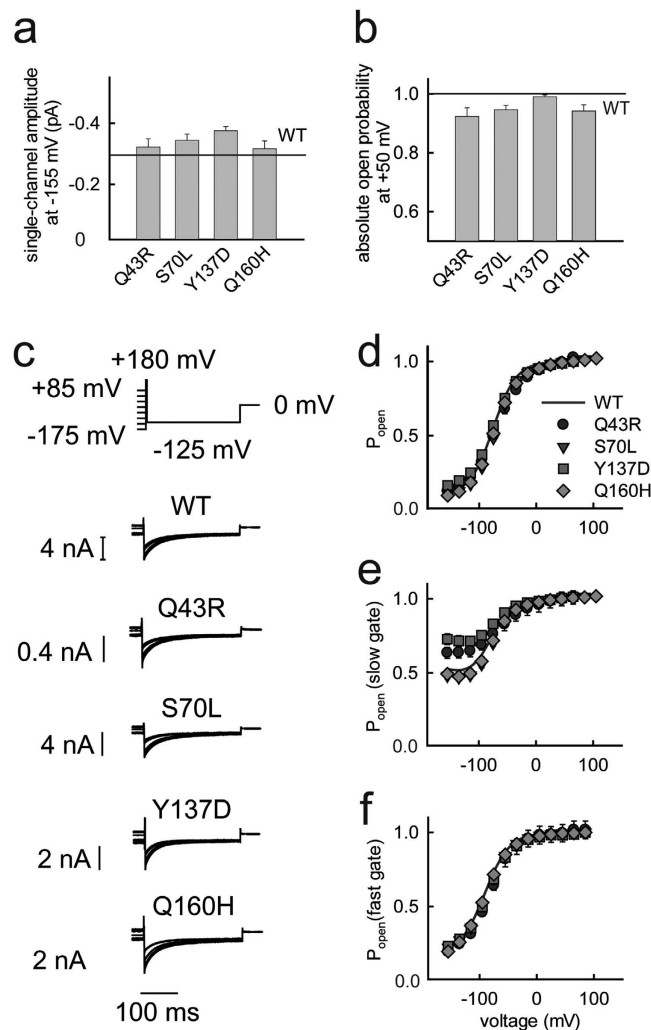 a
single-channel amplitude
at -155 mV (pA)
-0.4
-0.2
0
WT
Q43R
S70L
Y137D
Q160H
b
absolute open probability
at +50 mV
1.0
0.8
0.6
WT
Q43R
S70L
Y137D
Q160H
c
+180 mV
+85 mV
0 mV
-175 mV
-125 mV
WT
4 nA
Q43R
0.4 nA
S70L
4 nA
Y137D
2 nA
Q160H
2 nA
100 ms
d
Popen
1.0
0.5
0.0
WT
Q43R
S70L
Y137D
Q160H
-100 0 100
e
Popen (slow gate)
1.0
0.5
0.0
-100 0 100
f
Popen(fast gate)
1.0
0.5
0.0
-100 0 100
voltage (mV)